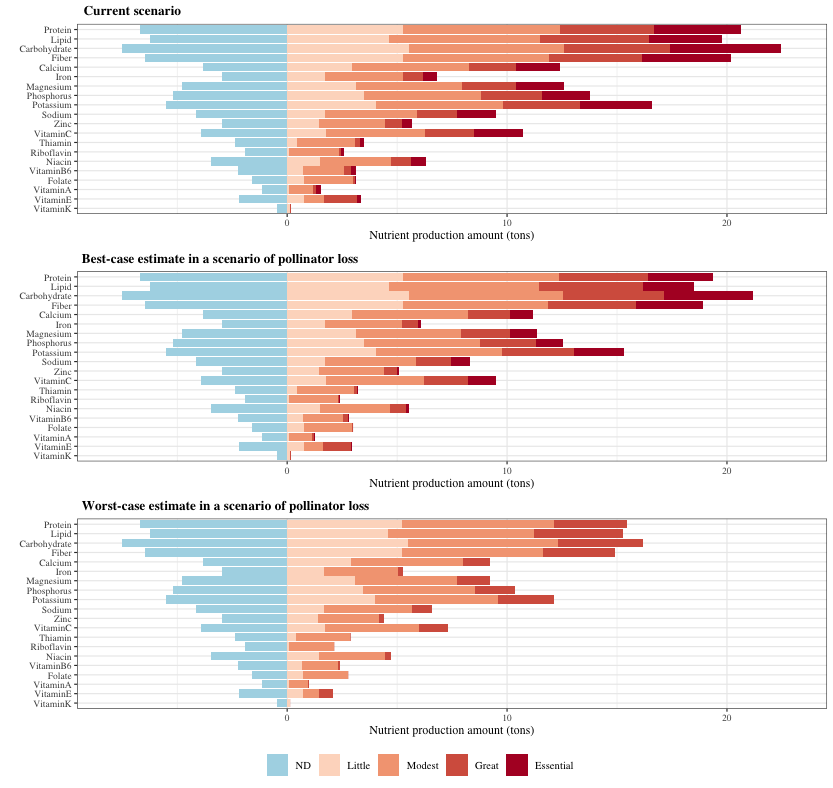 Current scenario
Protein
Lipid
Carbohydrate
Fiber
Calcium
Iron
Magnesium
Phosphorus
Potassium
Sodium
Zinc
VitaminC
Thiamin
Riboflavin
Niacin
VitaminB6
Folate
VitaminA
VitaminE
VitaminK
0 10 20
Nutrient production amount (tons)
Best-case estimate in a scenario of pollinator loss
Protein
Lipid
Carbohydrate
Fiber
Calcium
Iron
Magnesium
Phosphorus
Potassium
Sodium
Zinc
VitaminC
Thiamin
Riboflavin
Niacin
VitaminB6
Folate
VitaminA
VitaminE
VitaminK
0 10 20
Nutrient production amount (tons)
Worst-case estimate in a scenario of pollinator loss
Protein
Lipid
Carbohydrate
Fiber
Calcium
Iron
Magnesium
Phosphorus
Potassium
Sodium
Zinc
VitaminC
Thiamin
Riboflavin
Niacin
VitaminB6
Folate
VitaminA
VitaminE
VitaminK
0 10 20
Nutrient production amount (tons)
ND Little Modest Great Essential